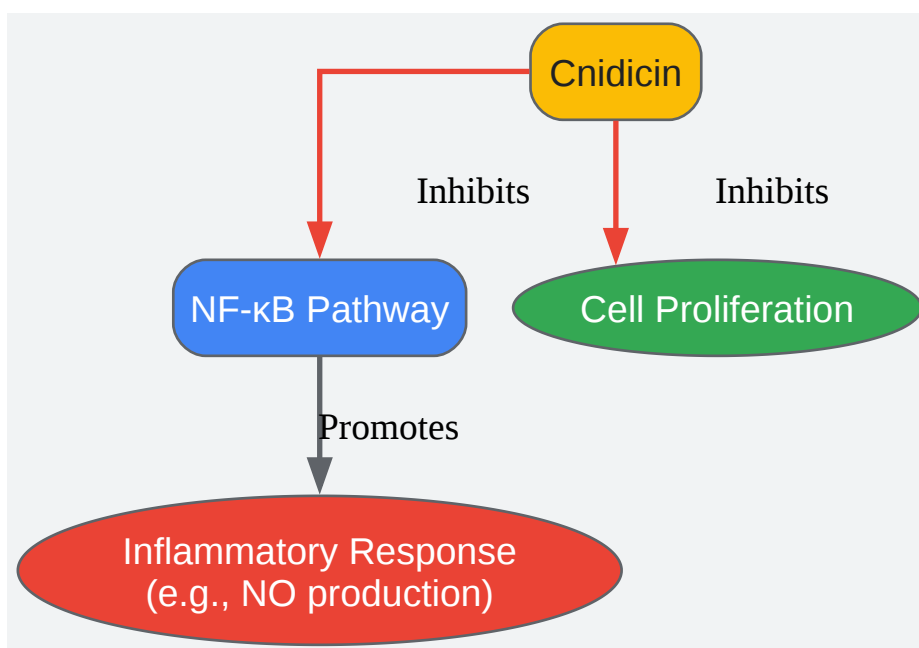 Cnidicin
Inhibits
Inhibits
NF-κB Pathway
Cell Proliferation
Promotes
Inflammatory Response
(e.g., NO production)